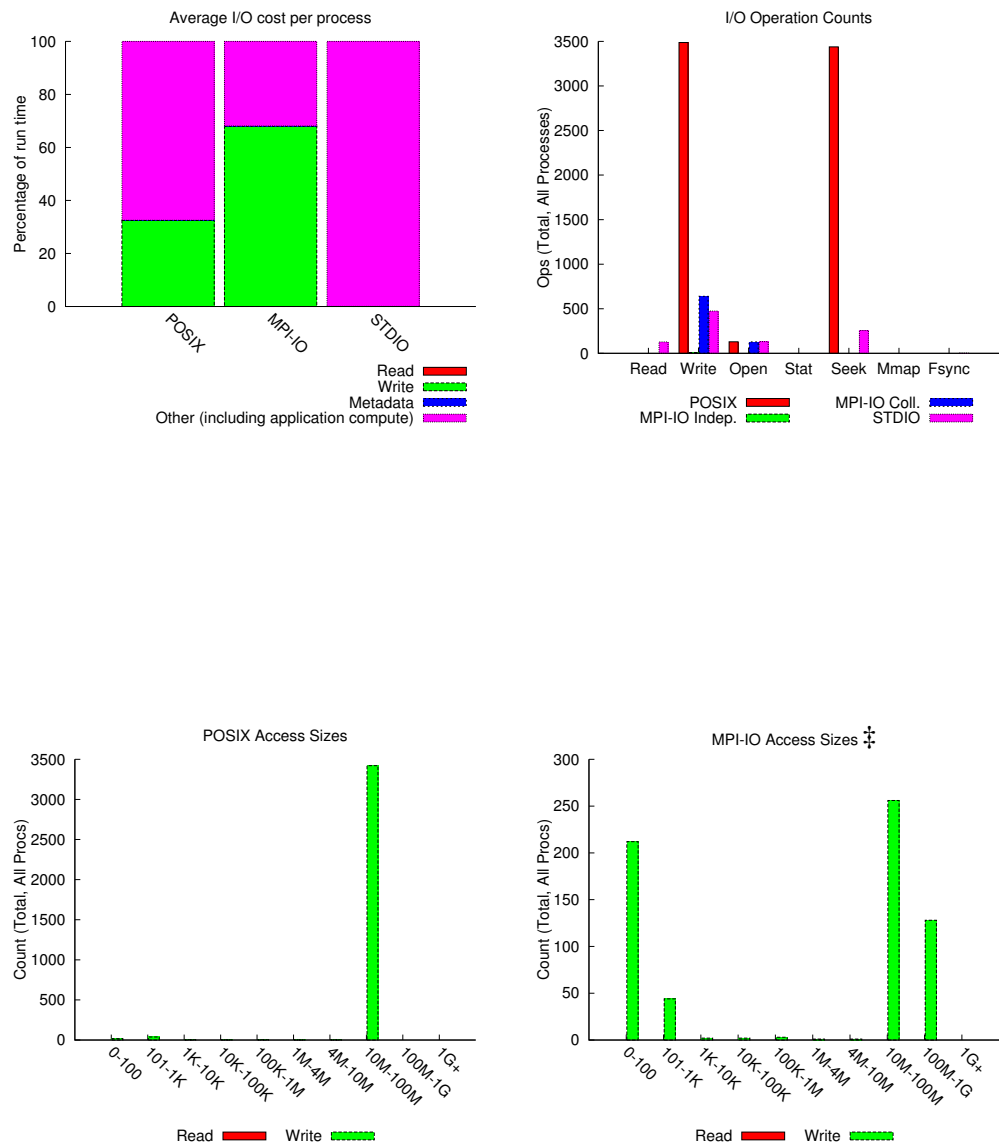 Average I/O cost per process
Percentage of run time
100
80
60
40
20
0
POSIX
MPI-IO
STDIO
Read
Write
Metadata
Other (including application compute)
I/O Operation Counts
Ops (Total, All Processes)
3500
3000
2500
2000
1500
1000
500
0
Read Write Open Stat Seek Mmap Fsync
POSIX MPI-IO Coll.
MPI-IO Indep. STDIO
POSIX Access Sizes
Count (Total, All Procs)
3500
3000
2500
2000
1500
1000
500
0
0-100
101-1K
1K-10K
10K-100K
100K-1M
1M-4M
4M-10M
10M-100M
100M-1G
1G+
Read Write
MPI-IO Access Sizes ‡
Count (Total, All Procs)
300
250
200
150
100
50
0
0-100
101-1K
1K-10K
10K-100K
100K-1M
1M-4M
4M-10M
10M-100M
100M-1G
1G+
Read Write